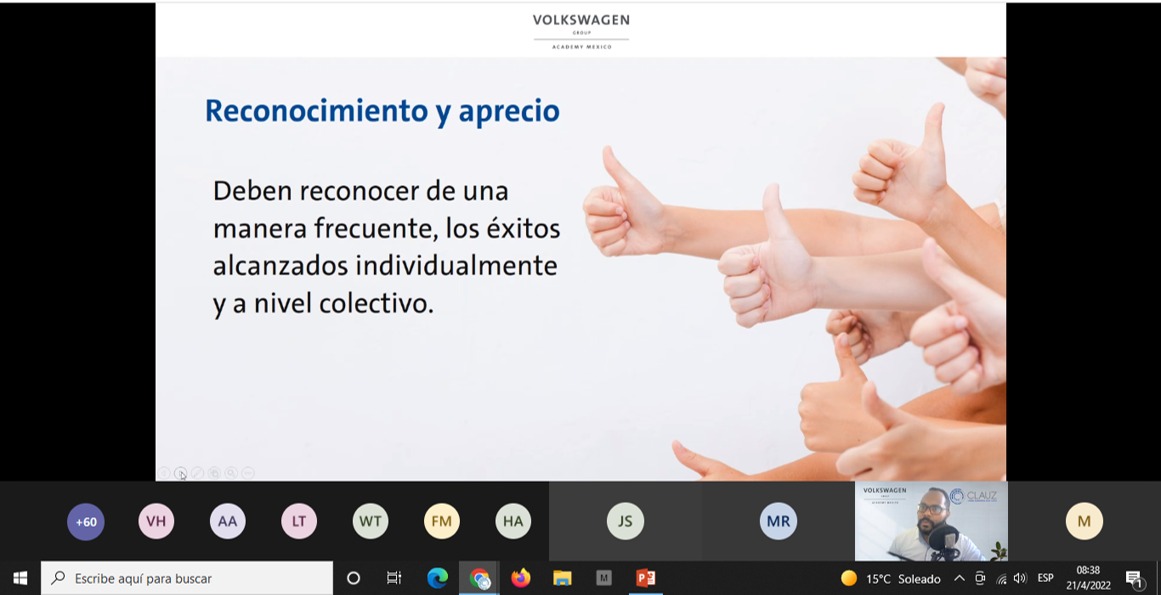 VOLKSWAGEN
GROUP
ACADEMY MEXICO
Reconocimiento y aprecio
Deben reconocer de una
manera frecuente, los éxitos
alcanzados individualmente
y a nivel colectivo.
+60
VH
AA
LT
WT
FM
HA
JS
MR
VOLKSWAGEN
CLAUZ
M
Escribe aquí para buscar
M
15°C Soleado
ESP
08:38
21/4/2022
1